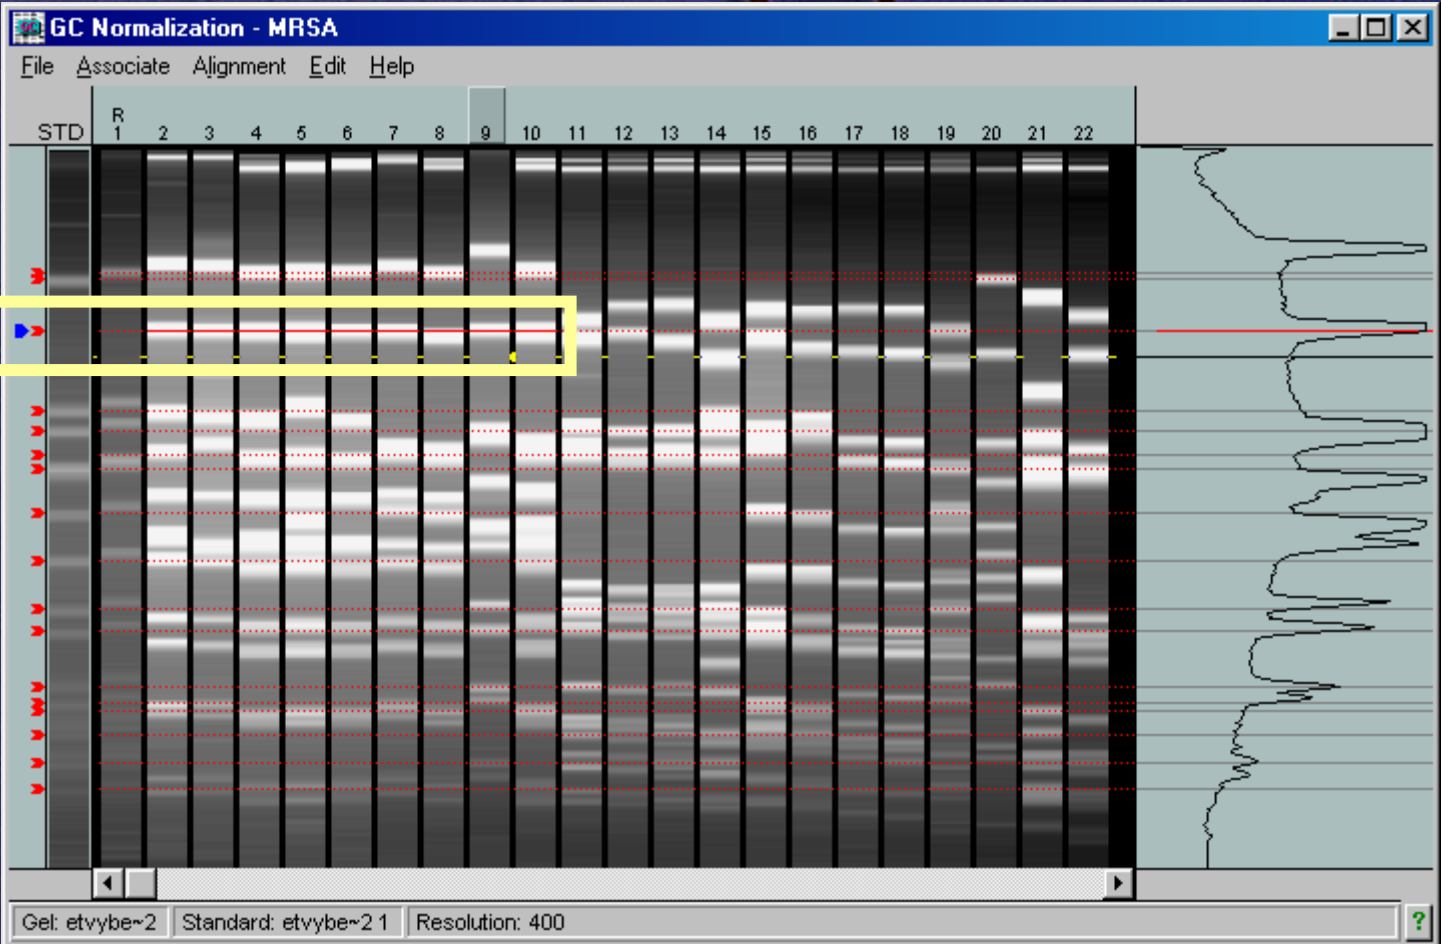 GC Normalization - MRSA
File Associate Alignment Edit Help
R
STD 1 2 3 4 5 6 7 8 9 10 11 12 13 14 15 16 17 18 19 20 21 22
Gel: etvybe~2 Standard: etvybe~2 1 Resolution: 400 ?